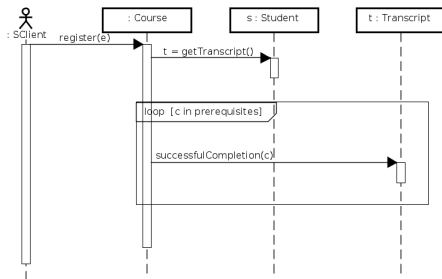 : Course
s : Student
t : Transcript
: SClient
register(e)
t = getTranscript()
loop [c in prerequisites]
successfulCompletion(c)